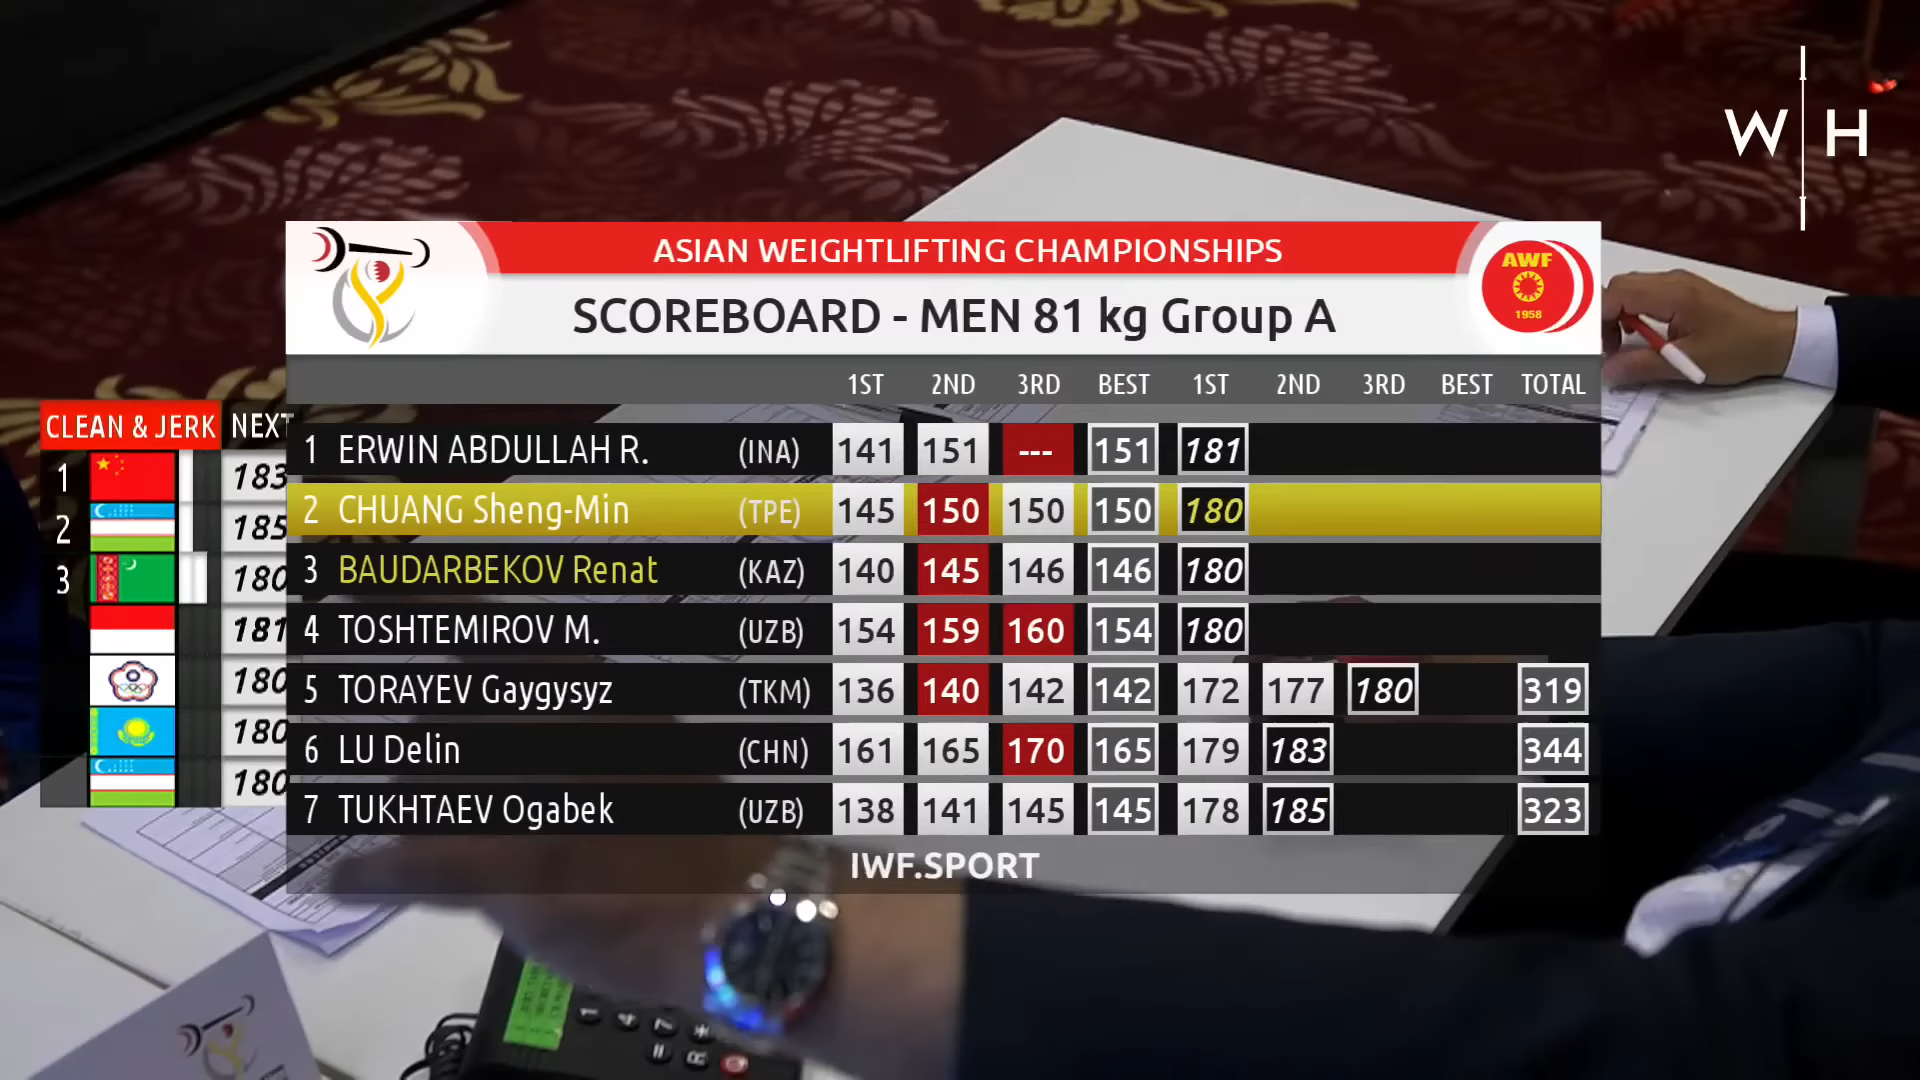 W H
ASIAN WEIGHTLIFTING CHAMPIONSHIPS
SCOREBOARD - MEN 81 kg Group A
AWF
1958
1ST 2ND 3RD BEST 1ST 2ND 3RD BEST TOTAL
1 ERWIN ABDULLAH R. (INA) 141 151 --- 151 181
2 CHUANG Sheng-Min (TPE) 145 150 150 150 180
3 BAUDARBEKOV Renat (KAZ) 140 145 146 146 180
4 TOSHTEMIROV M. (UZB) 154 159 160 154 180
5 TORAYEV Gaygysyz (TKM) 136 140 142 142 172 177 180 319
6 LU Delin (CHN) 161 165 170 165 179 183 344
7 TUKHTAEV Ogabek (UZB) 138 141 145 145 178 185 323
IWF.SPORT
CLEAN & JERK NEXT
1 183
2 185
3 180
181
180
180
180
1 4 7 *
= R